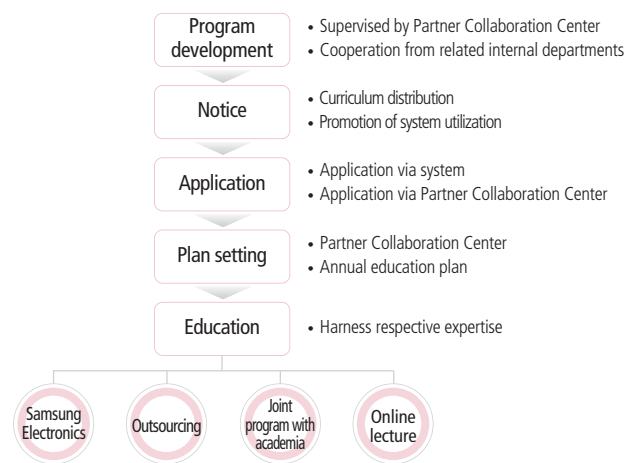 Program
development
• Supervised by Partner Collaboration Center
• Cooperation from related internal departments
Notice
• Curriculum distribution
• Promotion of system utilization
Application
• Application via system
• Application via Partner Collaboration Center
Plan setting
• Partner Collaboration Center
• Annual education plan
Education
• Harness respective expertise
Samsung
Electronics
Outsourcing
Joint
program with
academia
Online
lecture